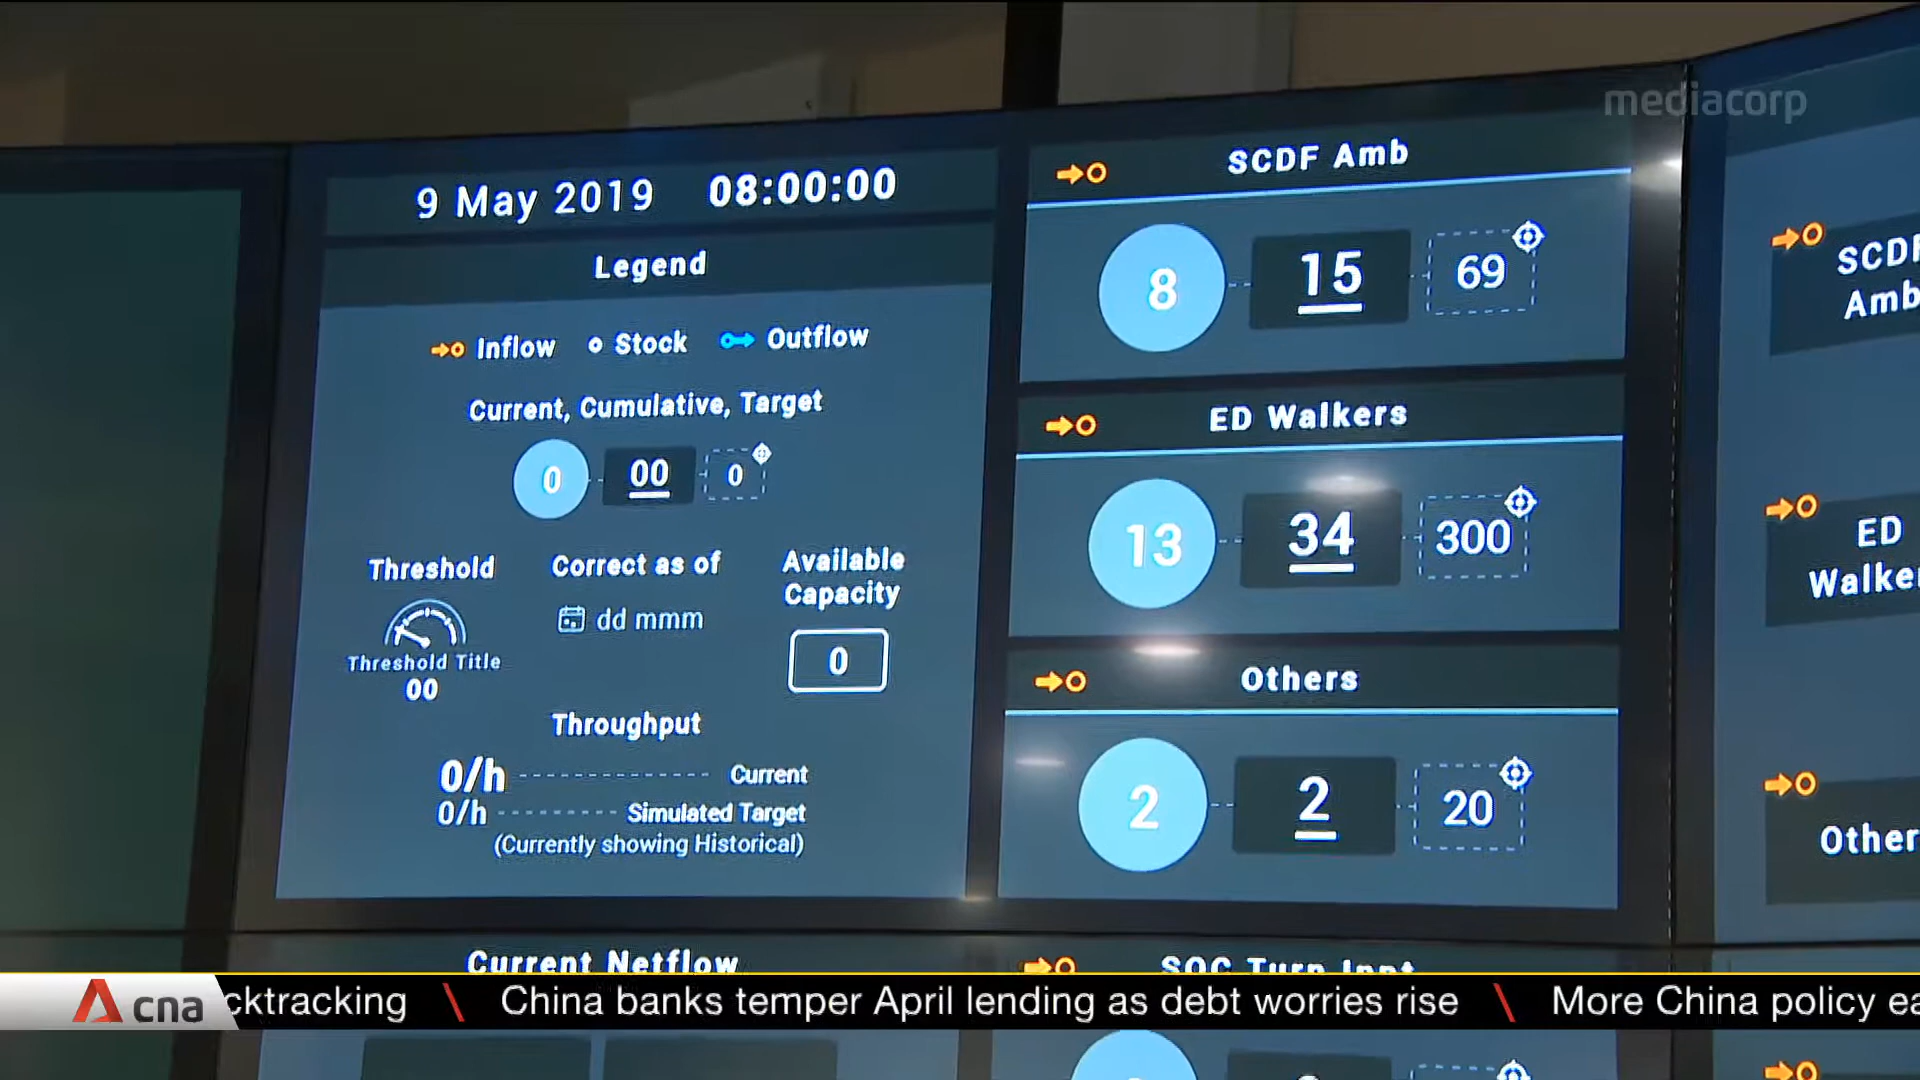 mediacorp
9 May 2019 08:00:00
Legend
Inflow Stock Outflow
Current, Cumulative, Target
0 00 0
Threshold
Correct as of
Available
Capacity
dd mmm
0
Threshold Title
00
Throughput
0/h Current
0/h Simulated Target
(Currently showing Historical)
SCDF Amb
8 15 69
ED Walkers
13 34 300
Others
2 2 20
SCDF
Amb
ED
Walke
Other
Current Netflow
SOC Turn Inpt
cna
cktracking \ China banks temper April lending as debt worries rise \ More China policy ea